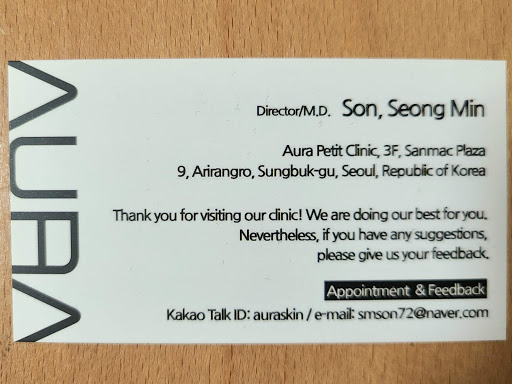 AURA
Director/M.D. Son, Seong Min
Aura Petit Clinic, 3F, Sanmac Plaza
9, Arirangro, Sungbuk-gu, Seoul, Republic of Korea
Thank you for visiting our clinic! We are doing our best for you.
Nevertheless, if you have any suggestions,
please give us your feedback.
Appointment & Feedback
Kakao Talk ID: auraskin / e-mail: smson72@naver.com